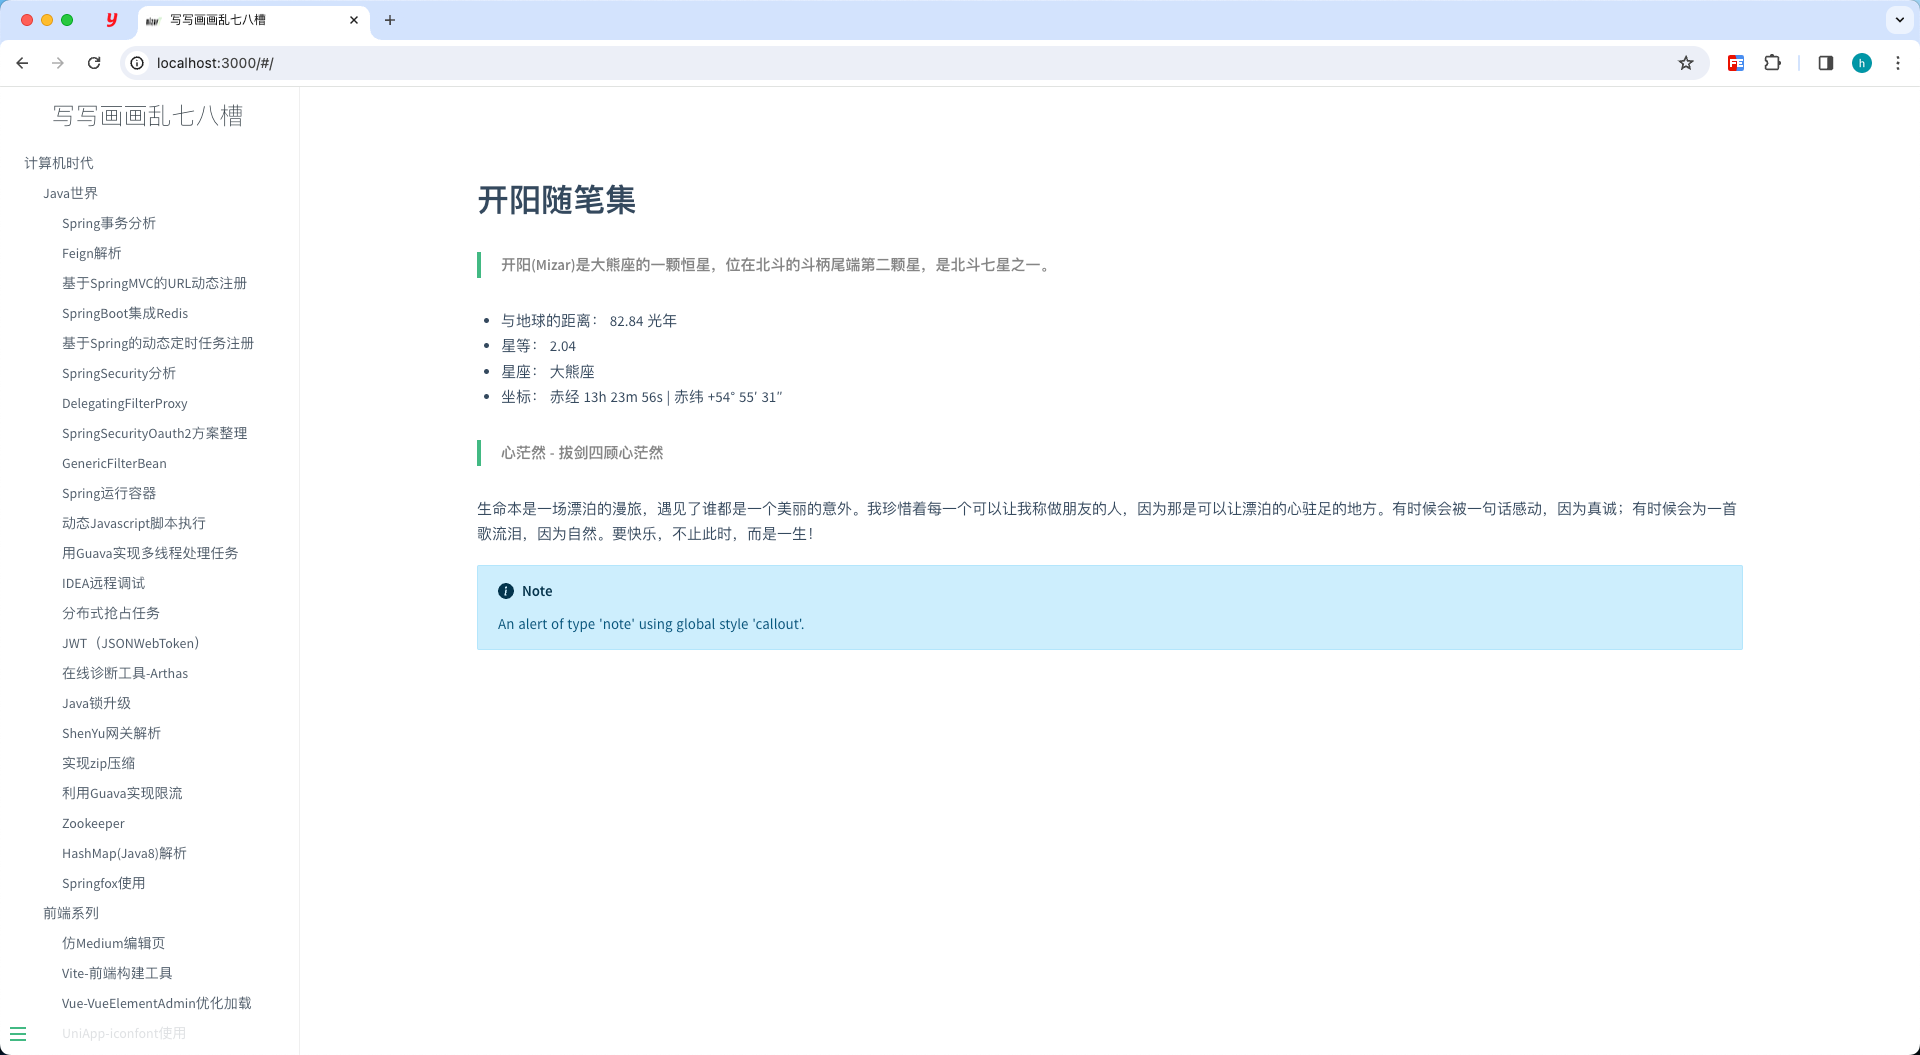 写写画画乱七八槽
localhost:3000/#/
h
写写画画乱七八槽
计算机时代
Java世界
Spring事务分析
Feign解析
基于SpringMVC的URL动态注册
SpringBoot集成Redis
基于Spring的动态定时任务注册
SpringSecurity分析
DelegatingFilterProxy
SpringSecurityOauth2方案整理
GenericFilterBean
Spring运行容器
动态Javascript脚本执行
用Guava实现多线程处理任务
IDEA远程调试
分布式抢占任务
JWT（JSONWebToken）
在线诊断工具-Arthas
Java锁升级
ShenYu网关解析
实现zip压缩
利用Guava实现限流
Zookeeper
HashMap(Java8)解析
Springfox使用
前端系列
仿Medium编辑页
Vite-前端构建工具
Vue-VueElementAdmin优化加载
UniApp-iconfont使用
开阳随笔集
开阳(Mizar)是大熊座的一颗恒星，位在北斗的斗柄尾端第二颗星，是北斗七星之一。
与地球的距离： 82.84 光年
星等： 2.04
星座： 大熊座
坐标： 赤经 13h 23m 56s | 赤纬 +54° 55′ 31″
心茫然 - 拔剑四顾心茫然
生命本是一场漂泊的漫旅，遇见了谁都是一个美丽的意外。我珍惜着每一个可以让我称做朋友的人，因为那是可以让漂泊的心驻足的地方。有时候会被一句话感动，因为真诚；有时候会为一首
歌流泪，因为自然。要快乐，不止此时，而是一生！
Note
An alert of type 'note' using global style 'callout'.